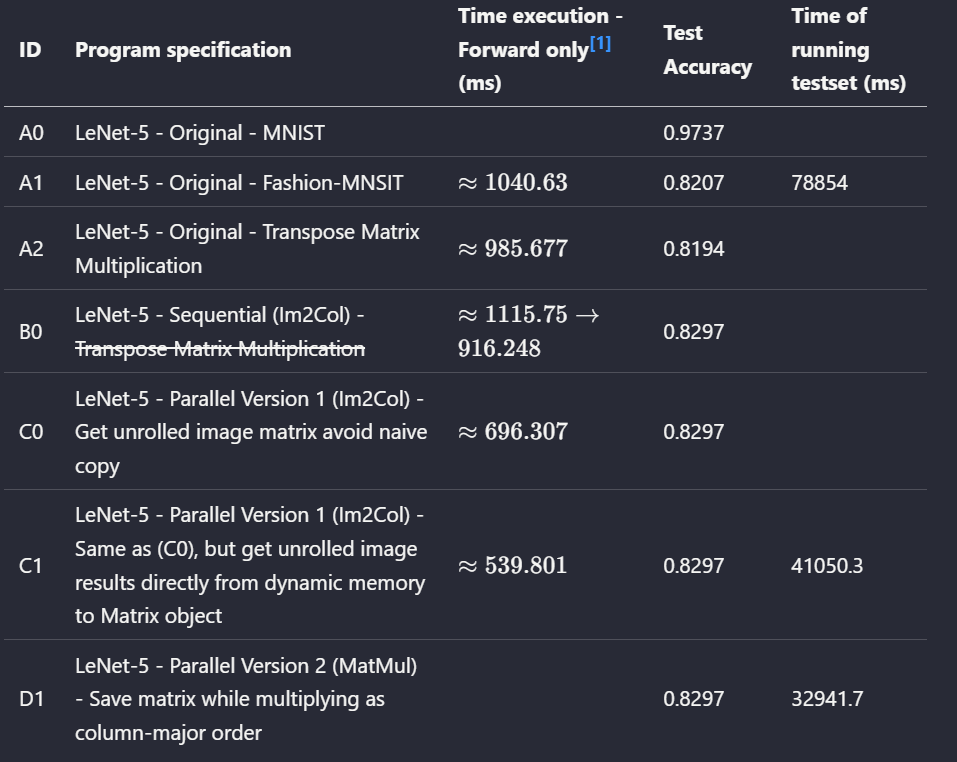 ID Program specification Time execution - Forward only[1] (ms) Test Accuracy Time of running testset (ms)
A0 LeNet-5 - Original - MNIST 0.9737
A1 LeNet-5 - Original - Fashion-MNSIT ≈ 1040.63 0.8207 78854
A2 LeNet-5 - Original - Transpose Matrix Multiplication ≈ 985.677 0.8194
B0 LeNet-5 - Sequential (Im2Col) - Transpose Matrix Multiplication ≈ 1115.75 → 916.248 0.8297
C0 LeNet-5 - Parallel Version 1 (Im2Col) - Get unrolled image matrix avoid naive copy ≈ 696.307 0.8297
C1 LeNet-5 - Parallel Version 1 (Im2Col) - Same as (C0), but get unrolled image results directly from dynamic memory to Matrix object ≈ 539.801 0.8297 41050.3
D1 LeNet-5 - Parallel Version 2 (MatMul) - Save matrix while multiplying as column-major order 0.8297 32941.7